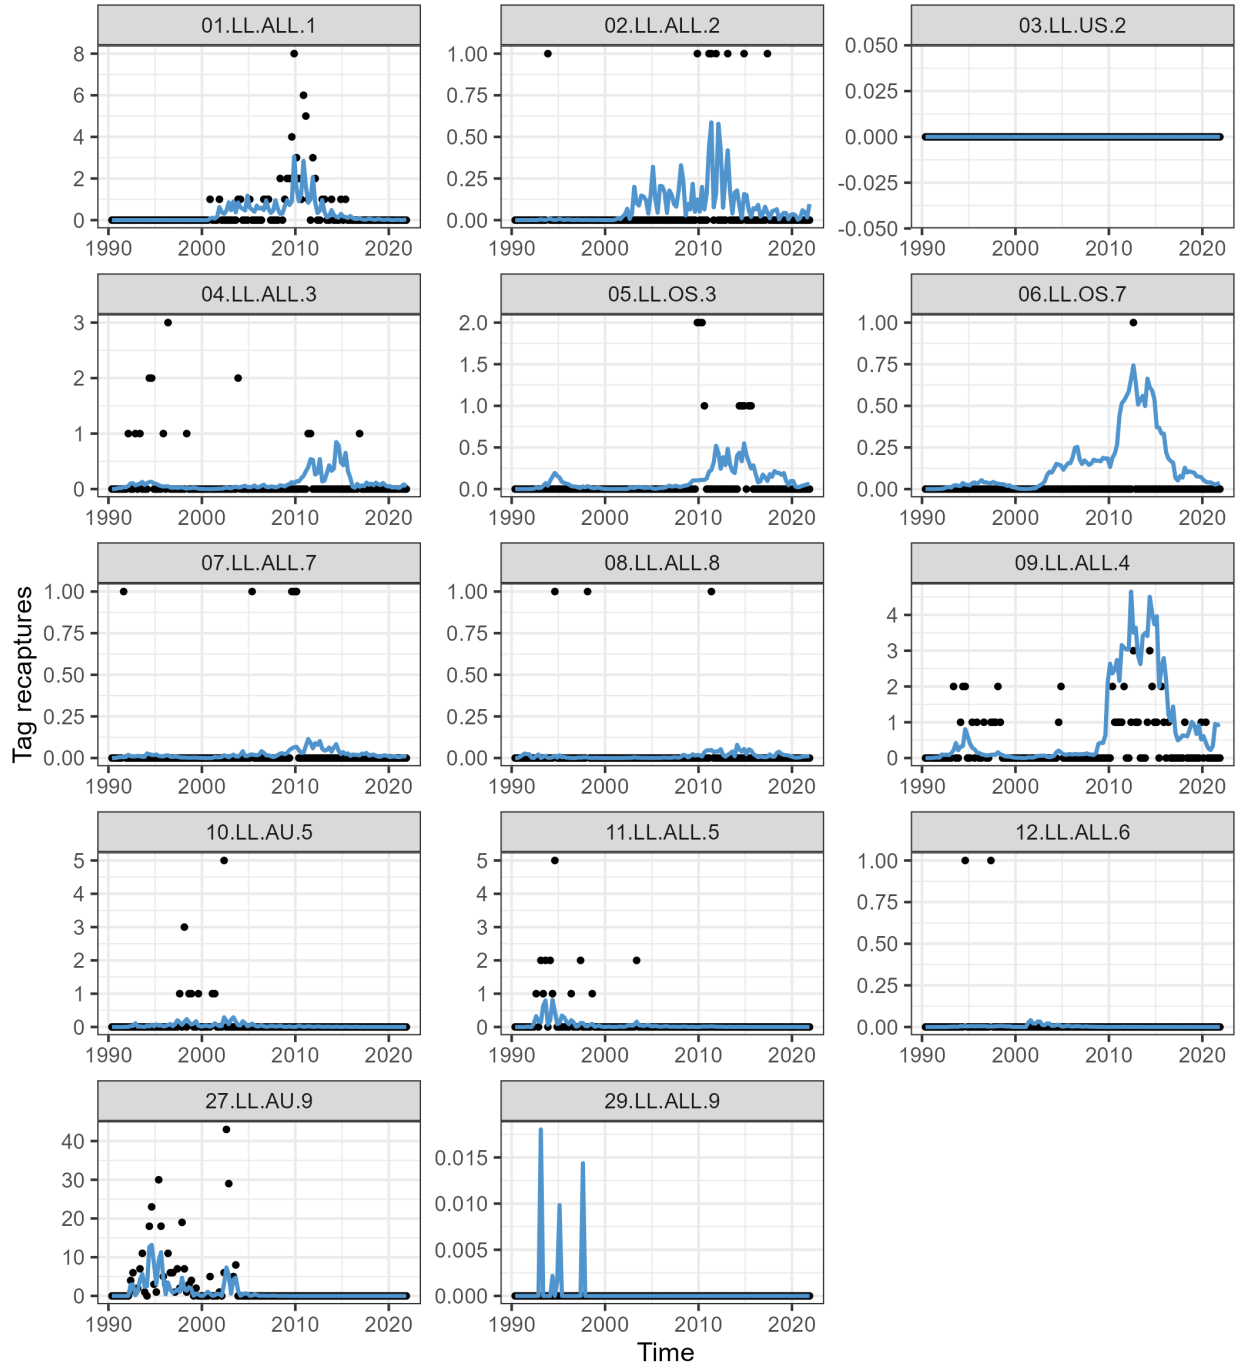 01.LL.ALL.1 02.LL.ALL.2 03.LL.US.2
8 6 4 2 0
1.00 0.75 0.50 0.25 0.00
0.050 0.025 0.000 -0.025 -0.050
1990 2000 2010 2020 1990 2000 2010 2020 1990 2000 2010 2020
04.LL.ALL.3 05.LL.OS.3 06.LL.OS.7
3 2 1 0
2.0 1.5 1.0 0.5 0.0
1.00 0.75 0.50 0.25 0.00
1990 2000 2010 2020 1990 2000 2010 2020 1990 2000 2010 2020
Tag recaptures
07.LL.ALL.7 08.LL.ALL.8 09.LL.ALL.4
1.00 0.75 0.50 0.25 0.00
1.00 0.75 0.50 0.25 0.00
4 3 2 1 0
1990 2000 2010 2020 1990 2000 2010 2020 1990 2000 2010 2020
10.LL.AU.5 11.LL.ALL.5 12.LL.ALL.6
5 4 3 2 1 0
5 4 3 2 1 0
1.00 0.75 0.50 0.25 0.00
1990 2000 2010 2020 1990 2000 2010 2020 1990 2000 2010 2020
27.LL.AU.9 29.LL.ALL.9
40 30 20 10 0
0.015 0.010 0.005 0.000
1990 2000 2010 2020 1990 2000 2010 2020
Time